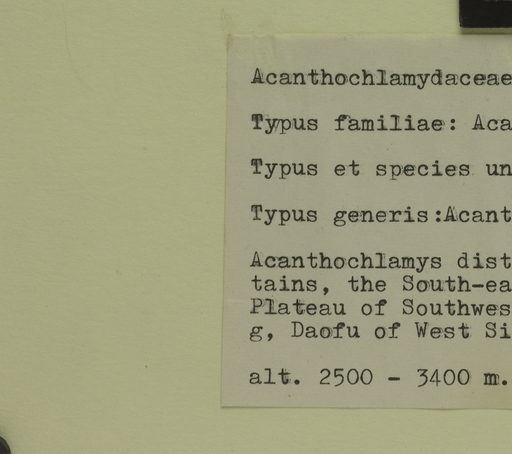 Acanthochlamydaceae
Typus familiae: Aca
Typus et species un
Typus generis:Acant
Acanthochlamys dist
tains, the South-ea
Plateau of Southwes
g, Daofu of West Si
alt. 2500 - 3400 m.